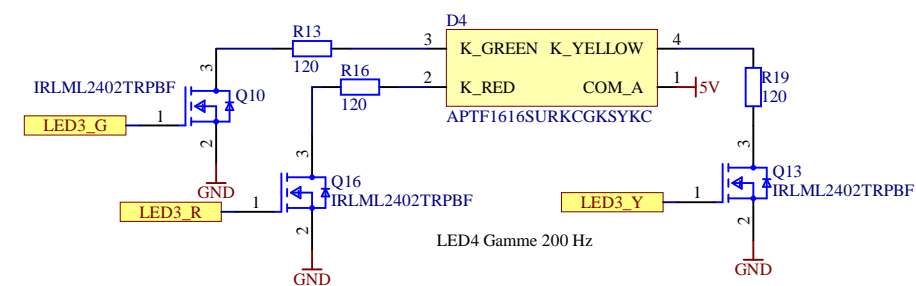 D4
R13
3
K_GREEN K_YELLOW
4
120
R16
2
K_RED
COM_A
1
5V
R19
120
120
APTF1616SURKCGKSYKC
3
IRLML2402TRPBF
Q10
LED3_G
1
2
GND
3
Q16
IRLML2402TRPBF
LED3_R
1
2
GND
3
Q13
IRLML2402TRPBF
LED3_Y
1
2
GND
LED4 Gamme 200 Hz